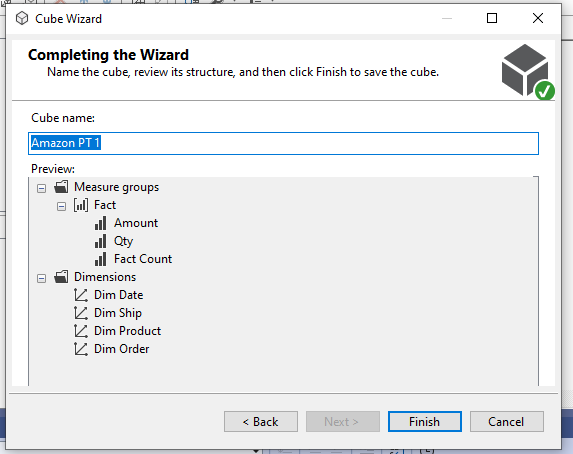 Cube Wizard
Completing the Wizard
Name the cube, review its structure, and then click Finish to save the cube.
Cube name:
Amazon PT 1
Preview:
Measure groups
Fact
Amount
Qty
Fact Count
Dimensions
Dim Date
Dim Ship
Dim Product
Dim Order
< Back
Next >
Finish
Cancel